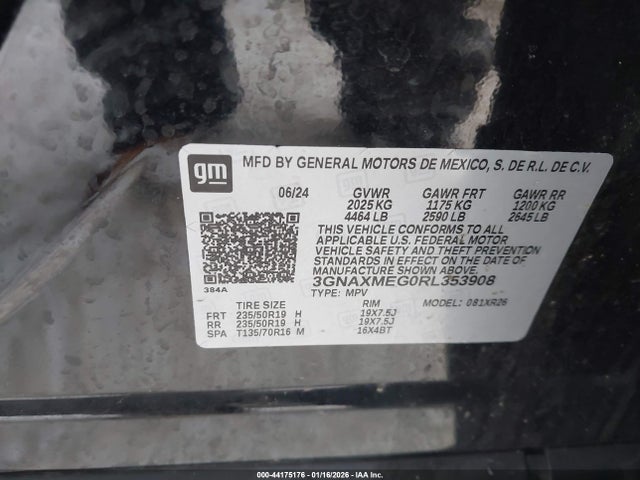 gm
MFD BY GENERAL MOTORS DE MEXICO, S. DE R.L. DE C.V.
06/24 GVWR GAWR FRT GAWR RR
2025 KG 1175 KG 1200 KG
4464 LB 2590 LB 2645 LB
THIS VEHICLE CONFORMS TO ALL
APPLICABLE U.S. FEDERAL MOTOR
VEHICLE SAFETY AND THEFT PREVENTION
STANDARDS IN EFFECT ON THE DATE OF
MANUFACTURE SHOWN ABOVE.
384A
3GNAXMEG0RL353908
TYPE: MPV MODEL: 081XR26
TIRE SIZE RIM
FRT 235/50R19 H 19X7.5J
RR 235/50R19 H 19X7.5J
SPA T135/70R16 M 16X4BT
000-44175176 - 01/16/2026 - IAA Inc.